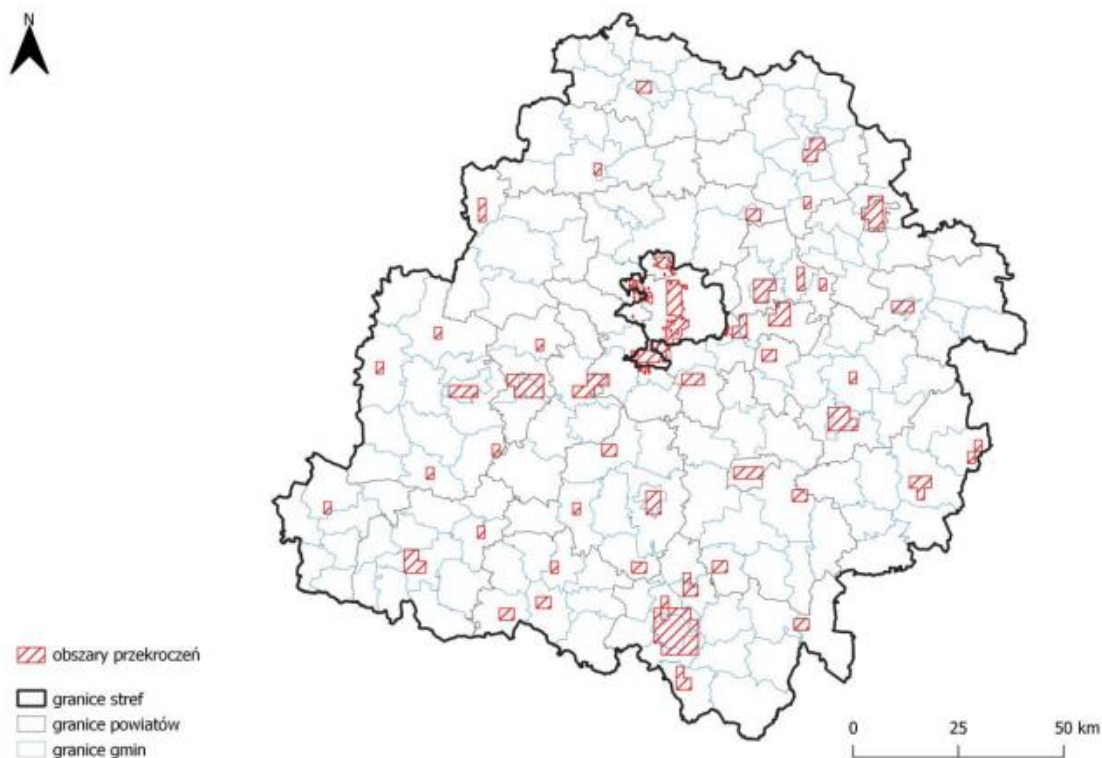 N
obszary przekroczeń
granice stref
granice powiatów
granice gmin
0 25 50 km